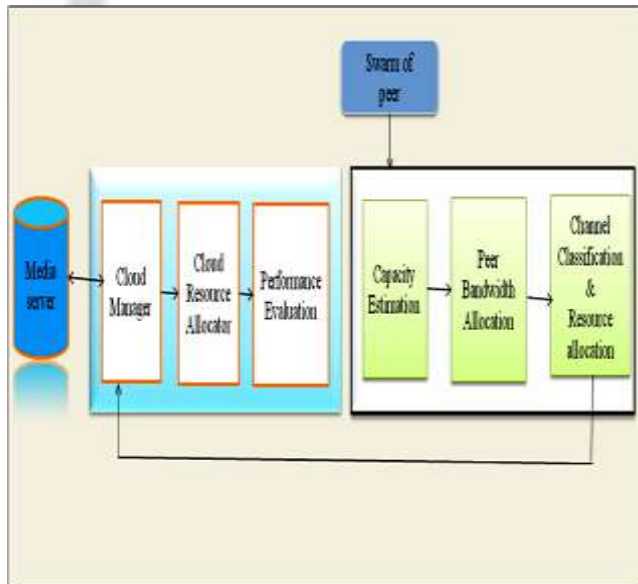 Swarm of
peer
Media
server
Cloud
Manager
Cloud
Resource
Allocator
Performance
Evaluation
Capacity
Estimation
Peer
Bandwidth
Allocation
Channel
Classification
&
Resource
allocation